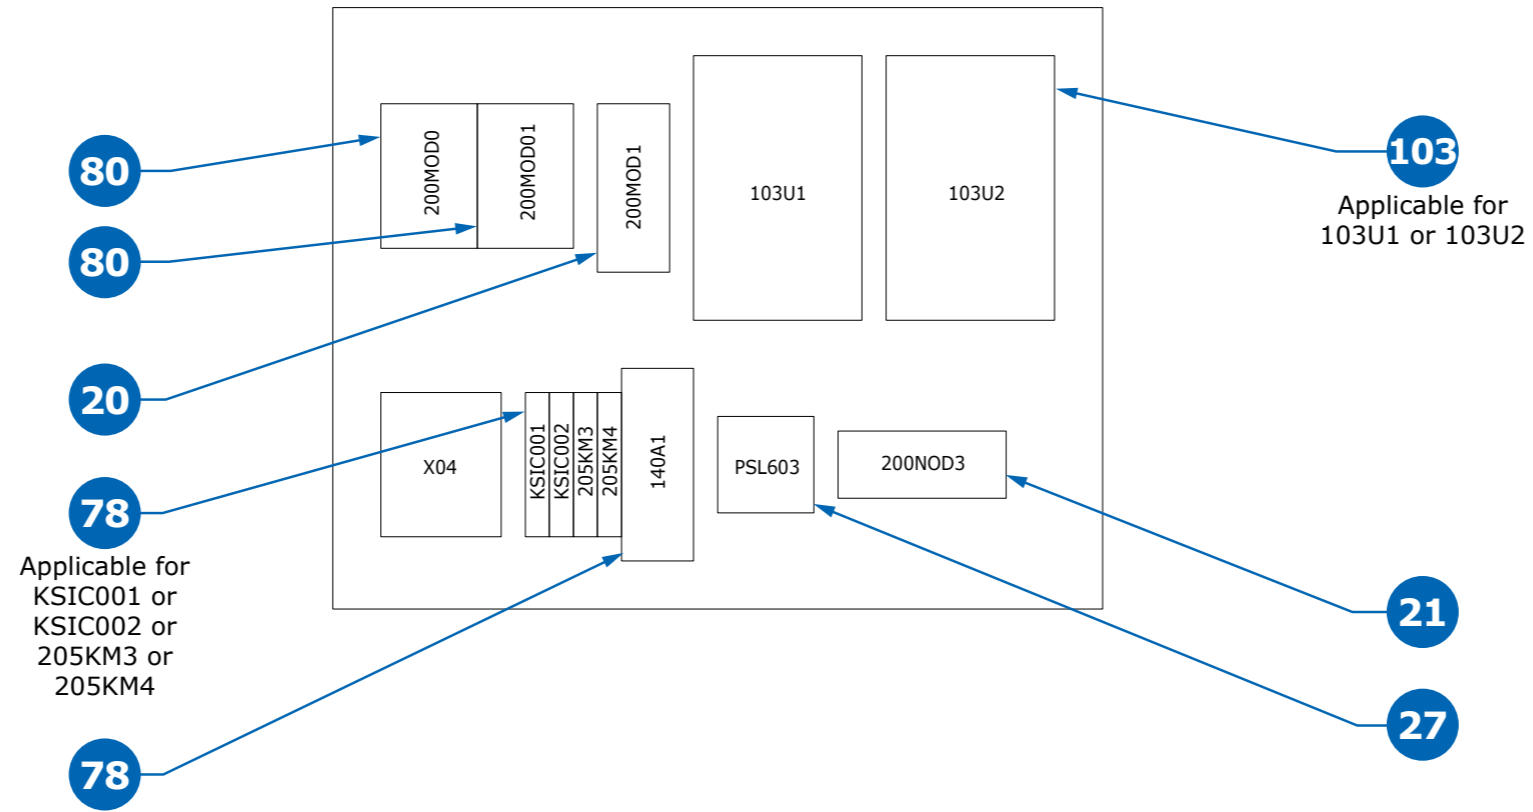 80
200MOD0
200MOD01
200MOD1
103U1
103U2
103
Applicable for
103U1 or 103U2
80
20
X04
KSIC001
KSIC002
205KM3
205KM4
140A1
PSL603
200NOD3
78
Applicable for
KSIC001 or
KSIC002 or
205KM3 or
205KM4
21
27
78